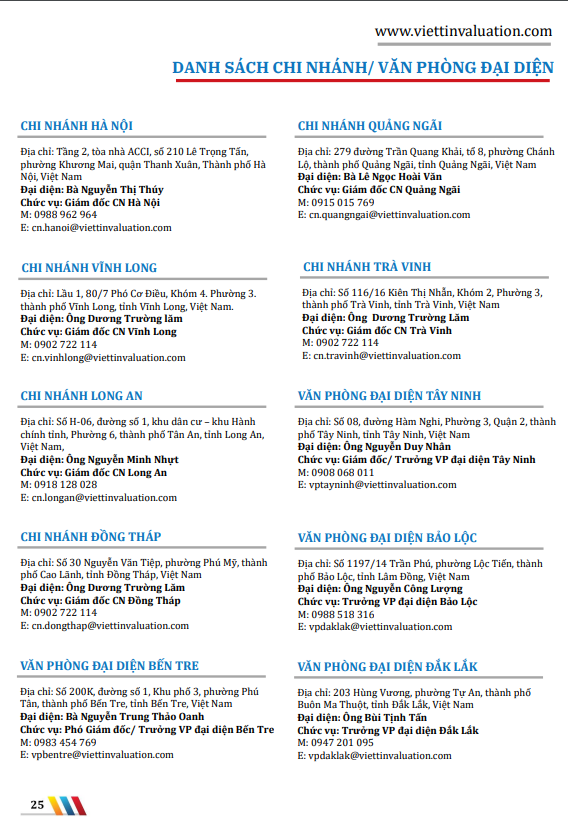 www.viettinvaluation.com
DANH SÁCH CHI NHÁNH/ VĂN PHÒNG ĐẠI DIỆN
CHI NHÁNH HÀ NỘI
Địa chỉ: Tầng 2, tòa nhà ACCI, số 210 Lê Trọng Tấn,
phường Khương Mai, quận Thanh Xuân, Thành phố Hà
Nội, Việt Nam
Đại diện: Bà Nguyễn Thị Thúy
Chức vụ: Giám đốc CN Hà Nội
M: 0988 962 964
E: cn.hanoi@viettinvaluation.com
CHI NHÁNH QUẢNG NGÃI
Địa chỉ: 279 đường Trần Quang Khải, tổ 8, phường Chánh
Lộ, thành phố Quảng Ngãi, tỉnh Quảng Ngãi, Việt Nam
Đại diện: Bà Lê Ngọc Hoài Văn
Chức vụ: Giám đốc CN Quảng Ngãi
M: 0915 015 769
E: cn.quangngai@viettinvaluation.com
CHI NHÁNH VĨNH LONG
Địa chỉ: Lầu 1, 80/7 Phó Cơ Điều, Khóm 4. Phường 3.
thành phố Vĩnh Long, tỉnh Vĩnh Long, Việt Nam.
Đại diện: Ông Dương Trường lăm
Chức vụ: Giám đốc CN Vĩnh Long
M: 0902 722 114
E: cn.vinhlong@viettinvaluation.com
CHI NHÁNH TRÀ VINH
Địa chỉ: Số 116/16 Kiên Thị Nhẫn, Khóm 2, Phường 3,
thành phố Trà Vinh, tỉnh Trà Vinh, Việt Nam
Đại diện: Ông Dương Trường Lăm
Chức vụ: Giám đốc CN Trà Vinh
M: 0902 722 114
E: cn.travinh@viettinvaluation.com
CHI NHÁNH LONG AN
Địa chỉ: Số H-06, đường số 1, khu dân cư – khu Hành
chính tỉnh, Phường 6, thành phố Tân An, tỉnh Long An,
Việt Nam,
Đại diện: Ông Nguyễn Minh Nhựt
Chức vụ: Giám đốc CN Long An
M: 0918 128 028
E: cn.longan@viettinvaluation.com
VĂN PHÒNG ĐẠI DIỆN TÂY NINH
Địa chỉ: Số 08, đường Hàm Nghi, Phường 3, Quận 2, thành
phố Tây Ninh, tỉnh Tây Ninh, Việt Nam
Đại diện: Ông Nguyễn Duy Nhân
Chức vụ: Giám đốc/ Trưởng VP đại diện Tây Ninh
M: 0908 068 011
E: vptayninh@viettinvaluation.com
CHI NHÁNH ĐỒNG THÁP
Địa chỉ: Số 30 Nguyễn Văn Tiệp, phường Phú Mỹ, thành
phố Cao Lãnh, tỉnh Đồng Tháp, Việt Nam
Đại diện: Ông Dương Trường Lăm
Chức vụ: Giám đốc CN Đồng Tháp
M: 0902 722 114
E: cn.dongthap@viettinvaluation.com
VĂN PHÒNG ĐẠI DIỆN BẢO LỘC
Địa chỉ: Số 1197/14 Trần Phú, phường Lộc Tiến, thành
phố Bảo Lộc, tỉnh Lâm Đồng, Việt Nam
Đại diện: Ông Nguyễn Công Lượng
Chức vụ: Trưởng VP đại diện Bảo Lộc
M: 0988 518 316
E: vpdaklak@viettinvaluation.com
VĂN PHÒNG ĐẠI DIỆN BẾN TRE
Địa chỉ: Số 200K, đường số 1, Khu phố 3, phường Phú
Tân, thành phố Bến Tre, tỉnh Bến Tre, Việt Nam
Đại diện: Bà Nguyễn Trung Thảo Oanh
Chức vụ: Phó Giám đốc/ Trưởng VP đại diện Bến Tre
M: 0983 454 769
E: vpbentre@viettinvaluation.com
VĂN PHÒNG ĐẠI DIỆN ĐẮK LẮK
Địa chỉ: 203 Hùng Vương, phường Tự An, thành phố
Buôn Ma Thuột, tỉnh Đắk Lắk, Việt Nam
Đại diện: Ông Bùi Tịnh Tấn
Chức vụ: Trưởng VP đại diện Đắk Lắk
M: 0947 201 095
E: vpdaklak@viettinvaluation.com
25